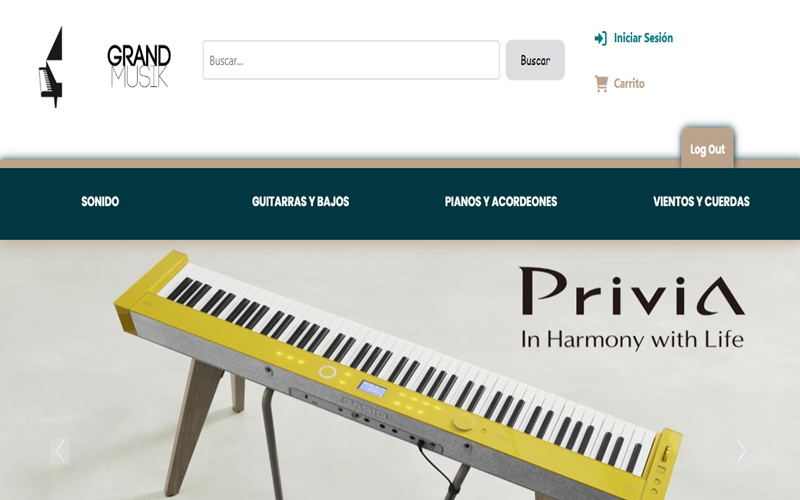 GRAND
MUSIK
Buscar...
Buscar
Iniciar Sesión
Carrito
Log Out
SONIDO
GUITARRAS Y BAJOS
PIANOS Y ACORDEONES
VIENTOS Y CUERDAS
Privia
In Harmony with Life
CASIO